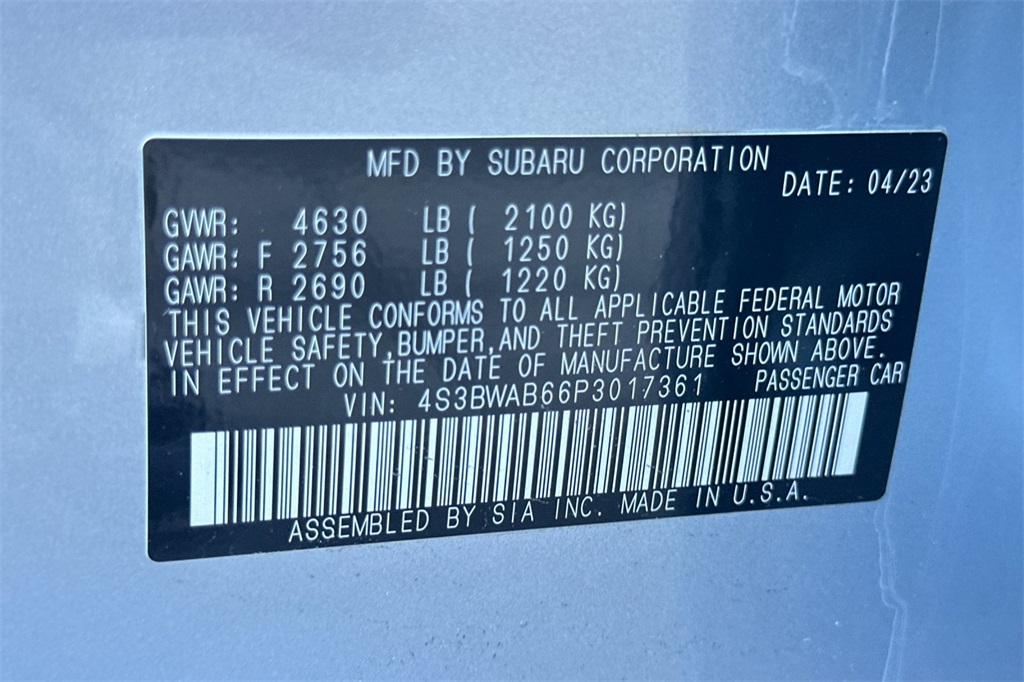 MFD BY SUBARU CORPORATION
DATE: 04/23
GVWR: 4630 LB ( 2100 KG)
GAWR: F 2756 LB ( 1250 KG)
GAWR: R 2690 LB ( 1220 KG)
THIS VEHICLE CONFORMS TO ALL APPLICABLE FEDERAL MOTOR
VEHICLE SAFETY,BUMPER,AND THEFT PREVENTION STANDARDS
IN EFFECT ON THE DATE OF MANUFACTURE SHOWN ABOVE.
VIN: 4S3BWAB66P3017361 PASSENGER CAR
ASSEMBLED BY SIA INC. MADE IN U.S.A.